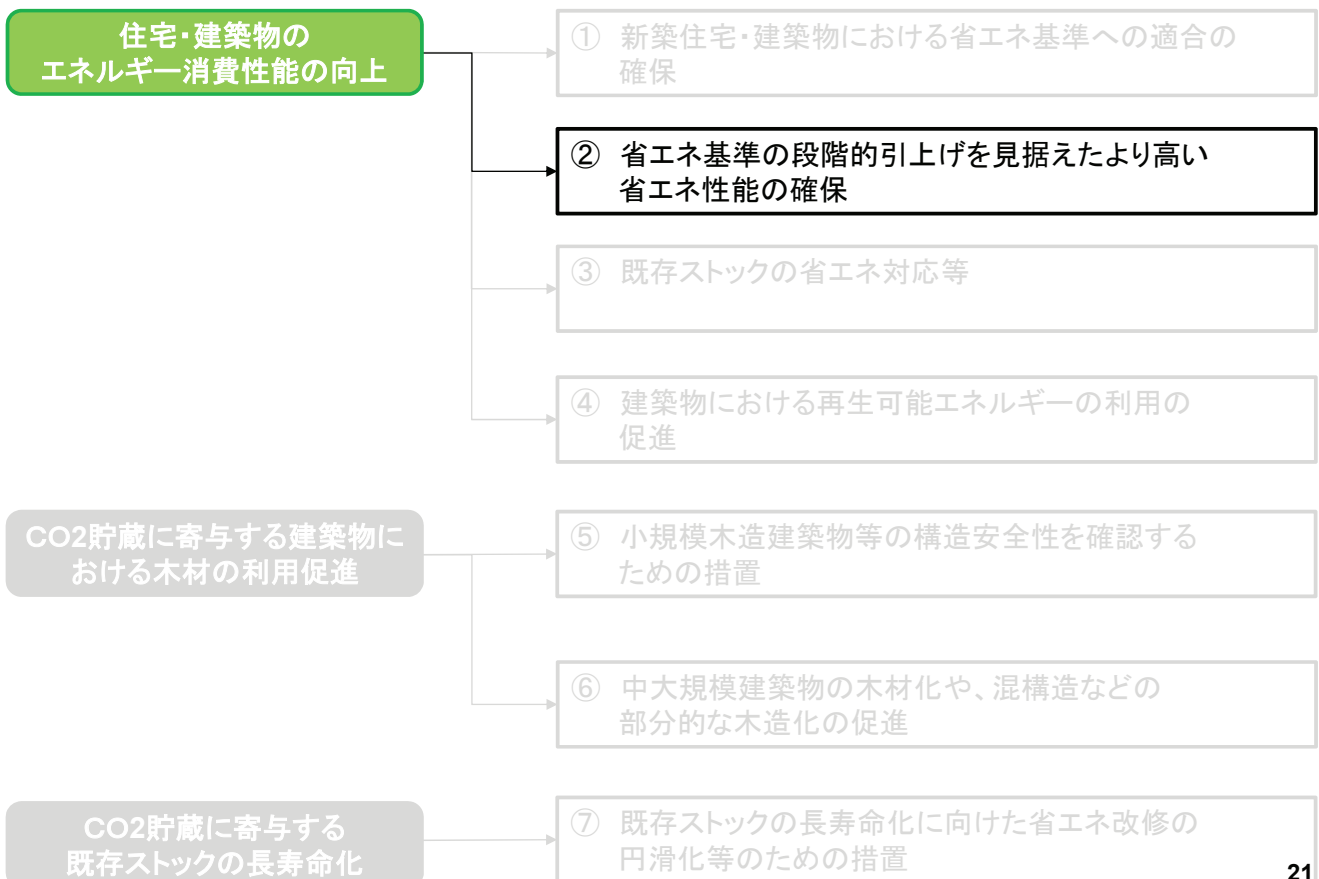 住宅・建築物の
エネルギー消費性能の向上
① 新築住宅・建築物における省エネ基準への適合の
確保
② 省エネ基準の段階的引上げを見据えたより高い
省エネ性能の確保
③ 既存ストックの省エネ対応等
④ 建築物における再生可能エネルギーの利用の
促進
CO2貯蔵に寄与する建築物に
おける木材の利用促進
⑤ 小規模木造建築物等の構造安全性を確認する
ための措置
⑥ 中大規模建築物の木材化や、混構造などの
部分的な木造化の促進
CO2貯蔵に寄与する
既存ストックの長寿命化
⑦ 既存ストックの長寿命化に向けた省エネ改修の
円滑化等のための措置
21